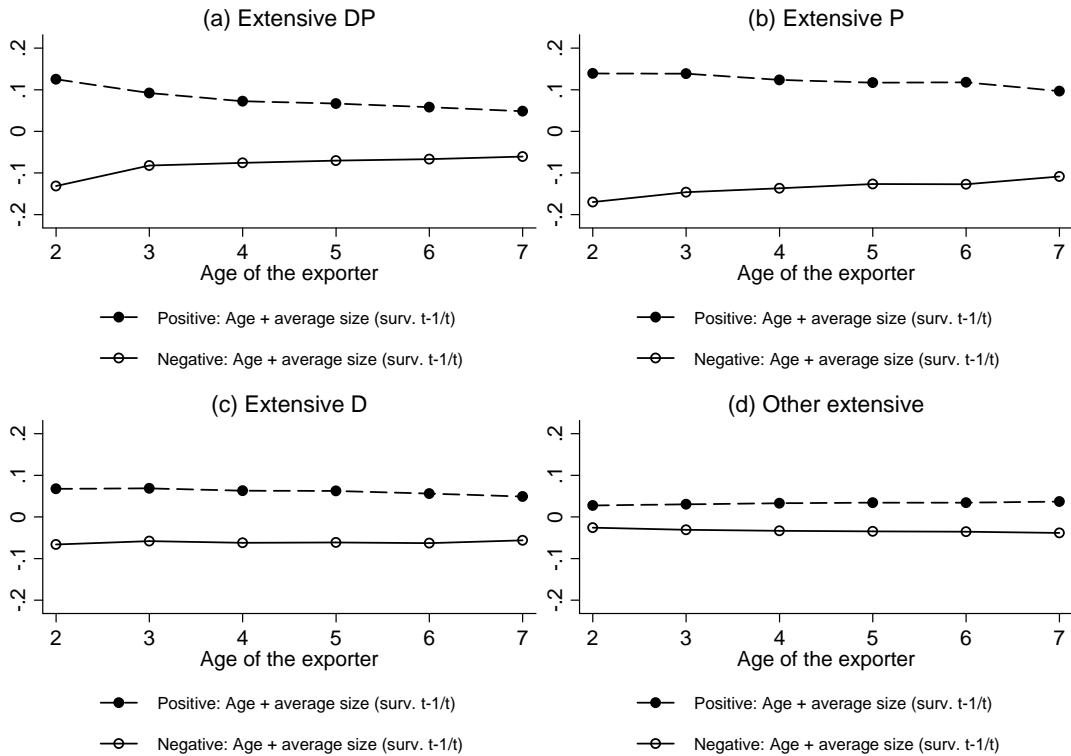 (a) Extensive DP
.2
.1
0
-.1
-.2
2 3 4 5 6 7
Age of the exporter
Positive: Age + average size (surv. t-1/t)
Negative: Age + average size (surv. t-1/t)
(b) Extensive P
.2
.1
0
-.1
-.2
2 3 4 5 6 7
Age of the exporter
Positive: Age + average size (surv. t-1/t)
Negative: Age + average size (surv. t-1/t)
(c) Extensive D
.2
.1
0
-.1
-.2
2 3 4 5 6 7
Age of the exporter
Positive: Age + average size (surv. t-1/t)
Negative: Age + average size (surv. t-1/t)
(d) Other extensive
.2
.1
0
-.1
-.2
2 3 4 5 6 7
Age of the exporter
Positive: Age + average size (surv. t-1/t)
Negative: Age + average size (surv. t-1/t)